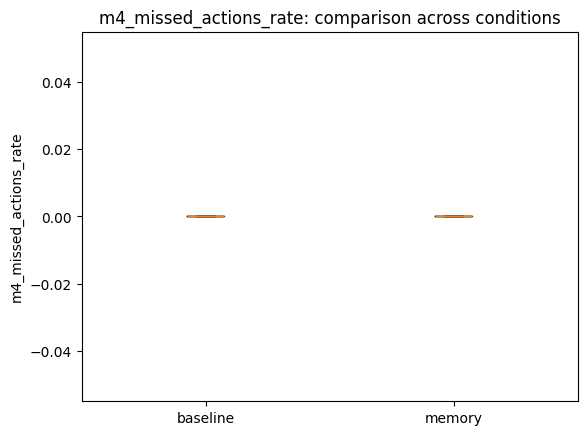 m4_missed_actions_rate: comparison across conditions
m4_missed_actions_rate
0.04
0.02
0.00
−0.02
−0.04
baseline
memory